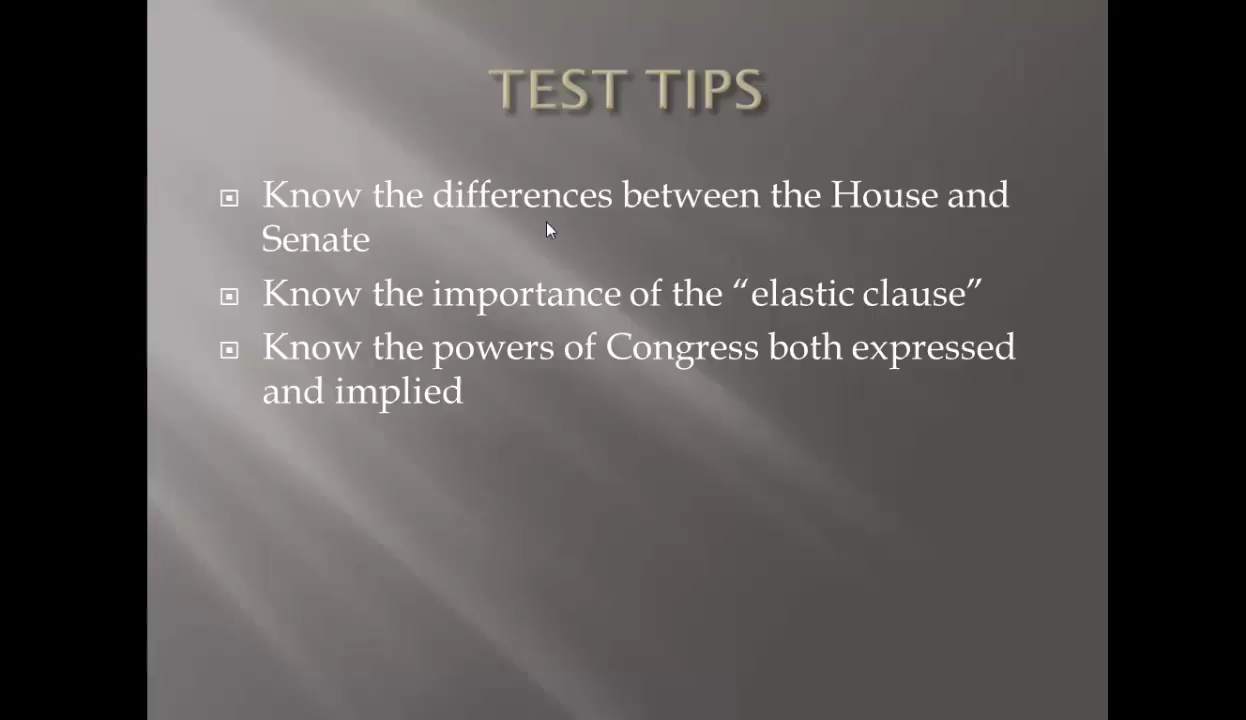 TEST TIPS
Know the differences between the House and
Senate
Know the importance of the “elastic clause”
Know the powers of Congress both expressed
and implied